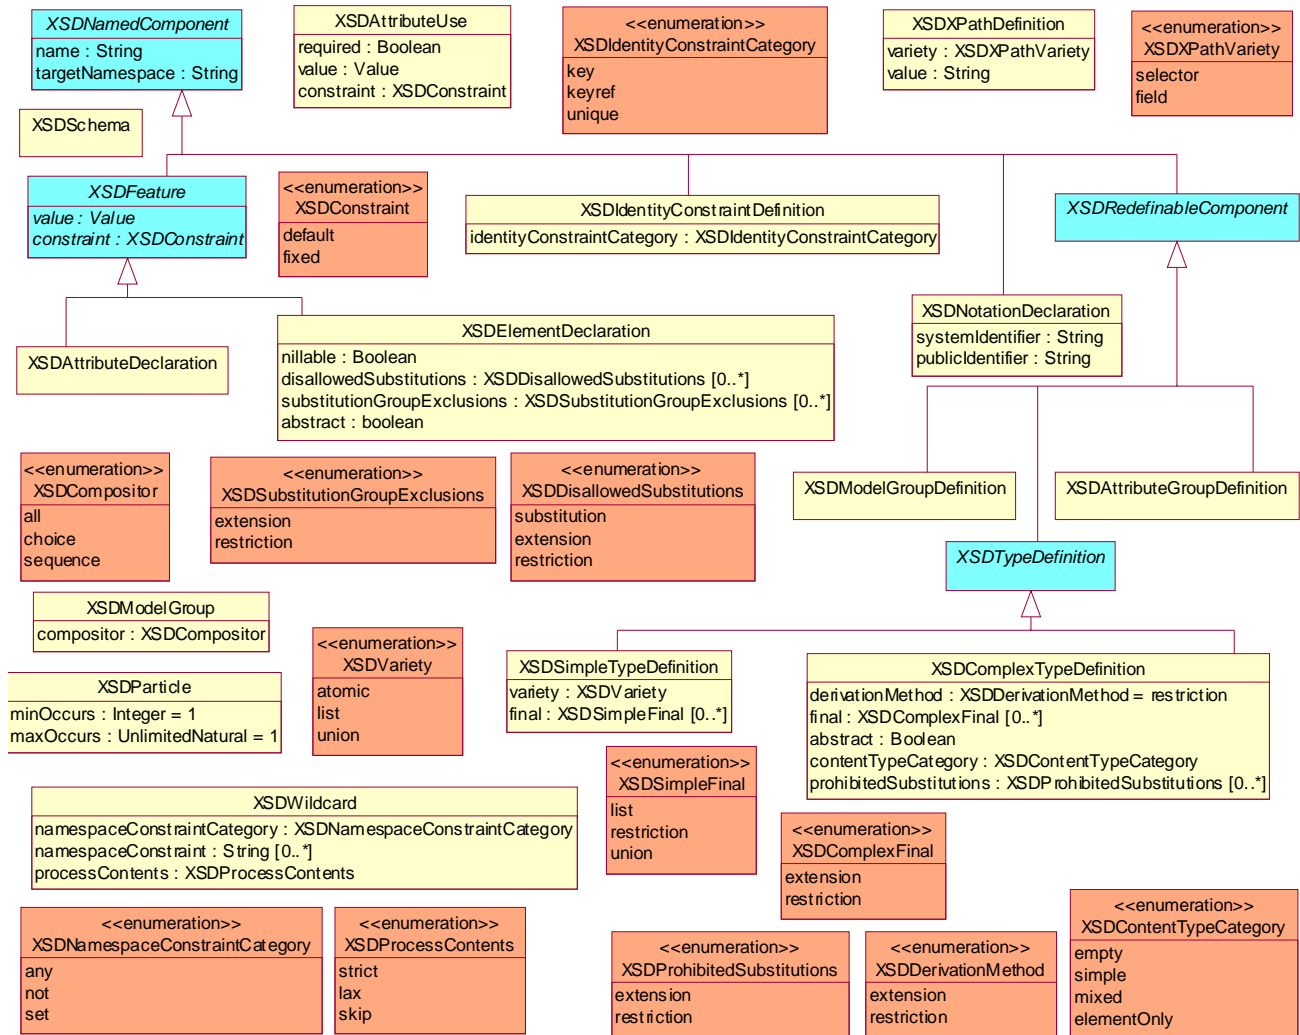 XSDNamedComponent
name : String
targetNamespace : String
XSDAttributeUse
required : Boolean
value : Value
constraint : XSDConstraint
<<enumeration>>
XSDIdentityConstraintCategory
key
keyref
unique
XSDXPathDefinition
variety : XSDXPathVariety
value : String
<<enumeration>>
XSDXPathVariety
selector
field
XSDSchema
XSDFeature
value : Value
constraint : XSDConstraint
<<enumeration>>
XSDConstraint
default
fixed
XSDIdentityConstraintDefinition
identityConstraintCategory : XSDIdentityConstraintCategory
XSDRedefinableComponent
XSDNotationDeclaration
systemIdentifier : String
publicIdentifier : String
XSDAttributeDeclaration
XSDElementDeclaration
nillable : Boolean
disallowedSubstitutions : XSDDisallowedSubstitutions [0..*]
substitutionGroupExclusions : XSDSubstitutionGroupExclusions [0..*]
abstract : boolean
<<enumeration>>
XSDCompositor
all
choice
sequence
<<enumeration>>
XSDSubstitutionGroupExclusions
extension
restriction
<<enumeration>>
XSDDisallowedSubstitutions
substitution
extension
restriction
XSDModelGroupDefinition
XSDAttributeGroupDefinition
XSDTypeDefinition
XSDModelGroup
compositor : XSDCompositor
<<enumeration>>
XSDVariety
atomic
list
union
XSDSimpleTypeDefinition
variety : XSDVariety
final : XSDSimpleFinal [0..*]
XSDComplexTypeDefinition
derivationMethod : XSDDerivationMethod = restriction
final : XSDComplexFinal [0..*]
abstract : Boolean
contentTypeCategory : XSDContentTypeCategory
prohibitedSubstitutions : XSDProhibitedSubstitutions [0..*]
XSDParticle
minOccurs : Integer = 1
maxOccurs : UnlimitedNatural = 1
<<enumeration>>
XSDSimpleFinal
list
restriction
union
XSDWildcard
namespaceConstraintCategory : XSDNamespaceConstraintCategory
namespaceConstraint : String [0..*]
processContents : XSDProcessContents
<<enumeration>>
XSDComplexFinal
extension
restriction
<<enumeration>>
XSDNamespaceConstraintCategory
any
not
set
<<enumeration>>
XSDProcessContents
strict
lax
skip
<<enumeration>>
XSDProhibitedSubstitutions
extension
restriction
<<enumeration>>
XSDDerivationMethod
extension
restriction
<<enumeration>>
XSDContentTypeCategory
empty
simple
mixed
elementOnly